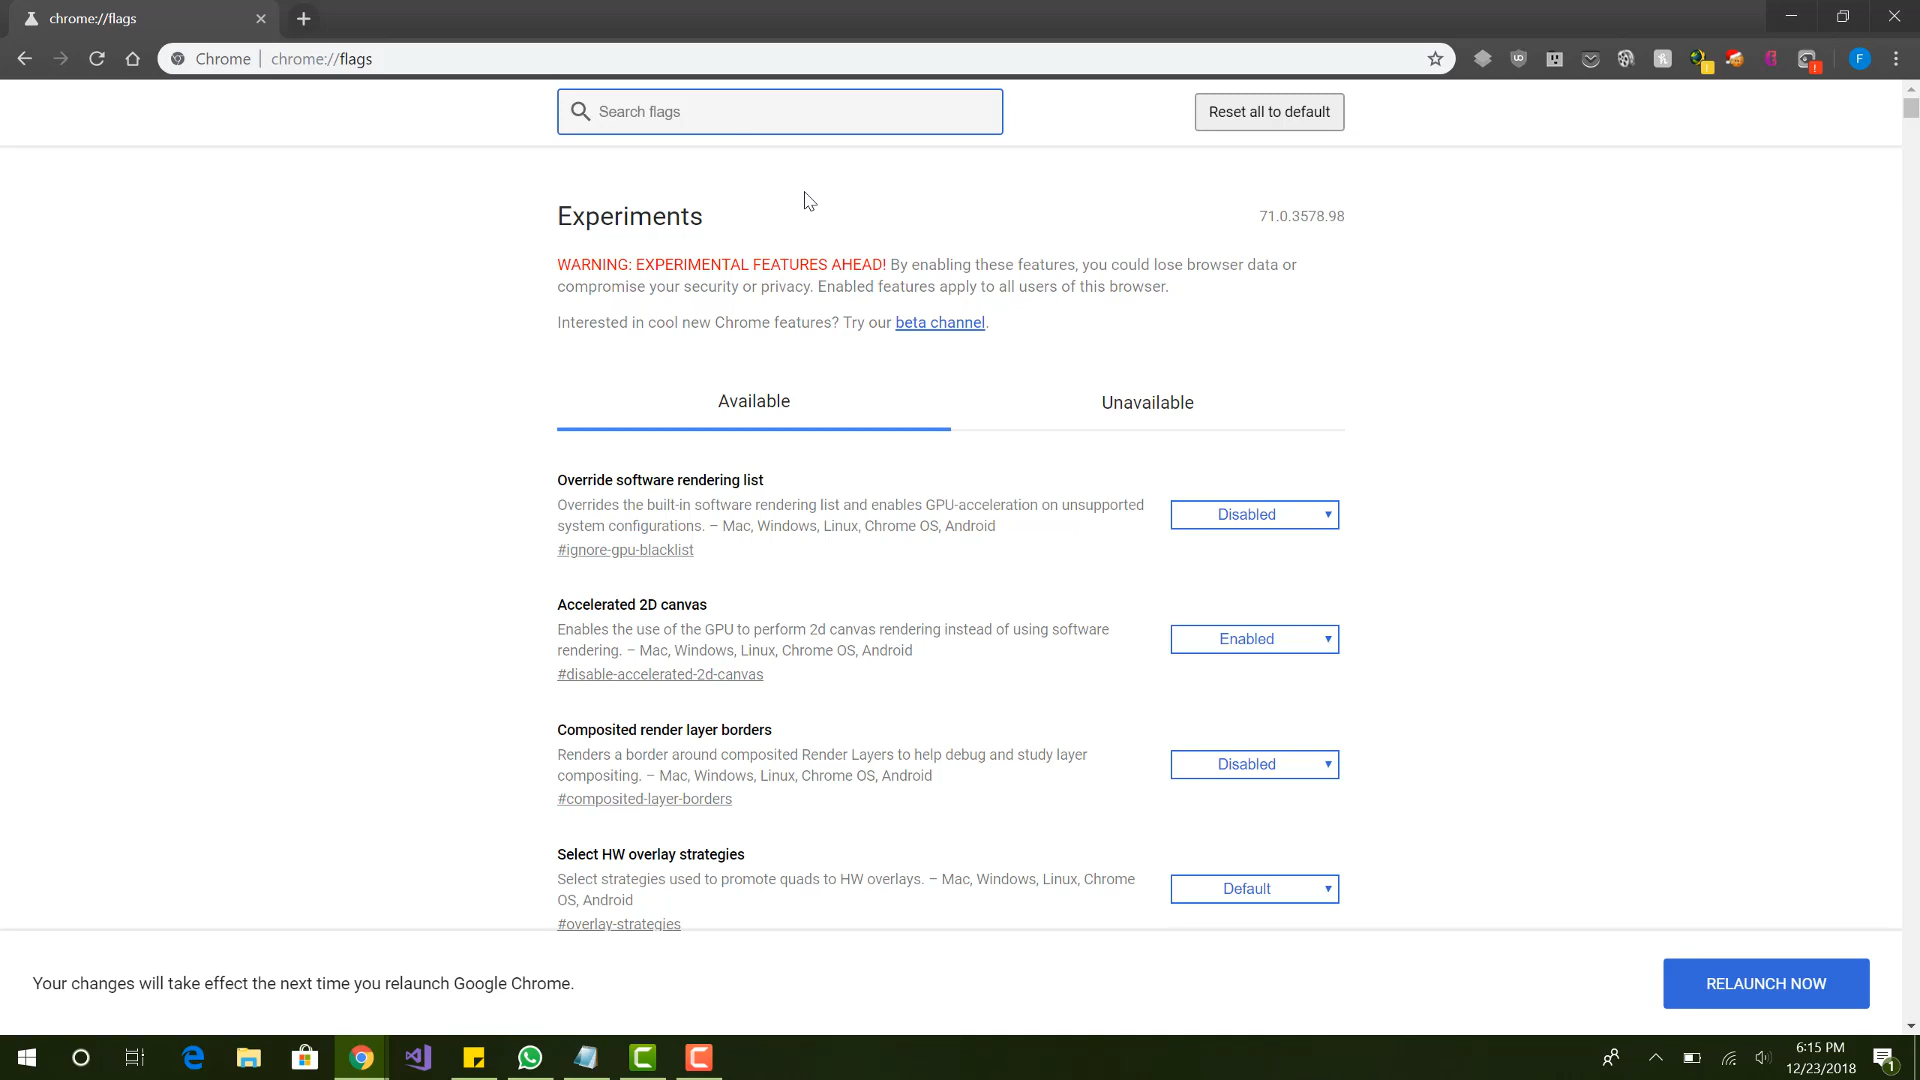 chrome://flags
Chrome | chrome://flags
F
Search flags
Reset all to default
Experiments
71.0.3578.98
WARNING: EXPERIMENTAL FEATURES AHEAD! By enabling these features, you could lose browser data or
compromise your security or privacy. Enabled features apply to all users of this browser.
Interested in cool new Chrome features? Try our beta channel.
Available
Unavailable
Override software rendering list
Overrides the built-in software rendering list and enables GPU-acceleration on unsupported
system configurations. – Mac, Windows, Linux, Chrome OS, Android
#ignore-gpu-blacklist
Disabled
Accelerated 2D canvas
Enables the use of the GPU to perform 2d canvas rendering instead of using software
rendering. – Mac, Windows, Linux, Chrome OS, Android
#disable-accelerated-2d-canvas
Enabled
Composited render layer borders
Renders a border around composited Render Layers to help debug and study layer
compositing. – Mac, Windows, Linux, Chrome OS, Android
#composited-layer-borders
Disabled
Select HW overlay strategies
Select strategies used to promote quads to HW overlays. – Mac, Windows, Linux, Chrome
OS, Android
#overlay-strategies
Default
Your changes will take effect the next time you relaunch Google Chrome.
RELAUNCH NOW
6:15 PM
12/23/2018
1